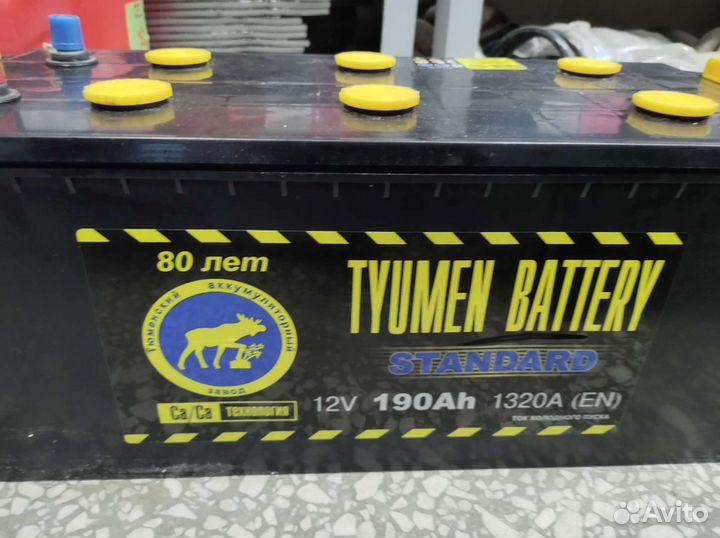 80 лет
Тюменский аккумуляторный
завод
Ca/Ca технология
TYUMEN BATTERY
STANDARD
12V 190Ah 1320A (EN)
ТОК ХОЛОДНОГО ПУСКА
Avito